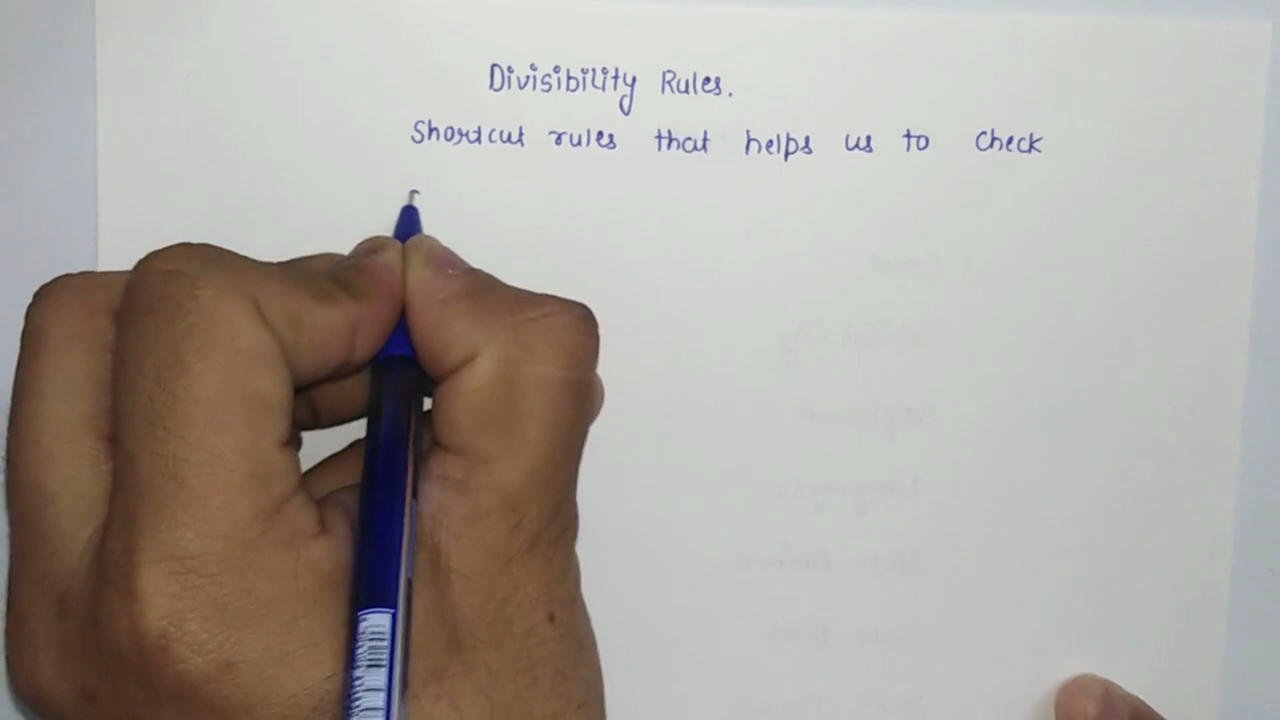 Divisibility Rules.
Shortcut rules that helps us to check